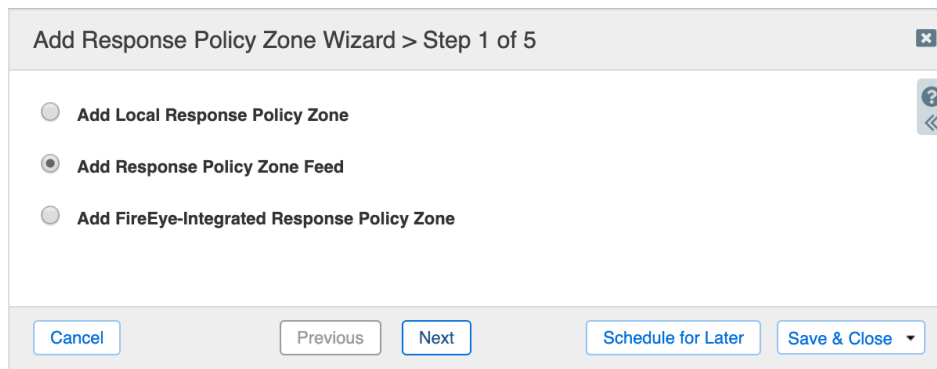 Add Response Policy Zone Wizard > Step 1 of 5
Add Local Response Policy Zone
Add Response Policy Zone Feed
Add FireEye-Integrated Response Policy Zone
Cancel
Previous
Next
Schedule for Later
Save & Close